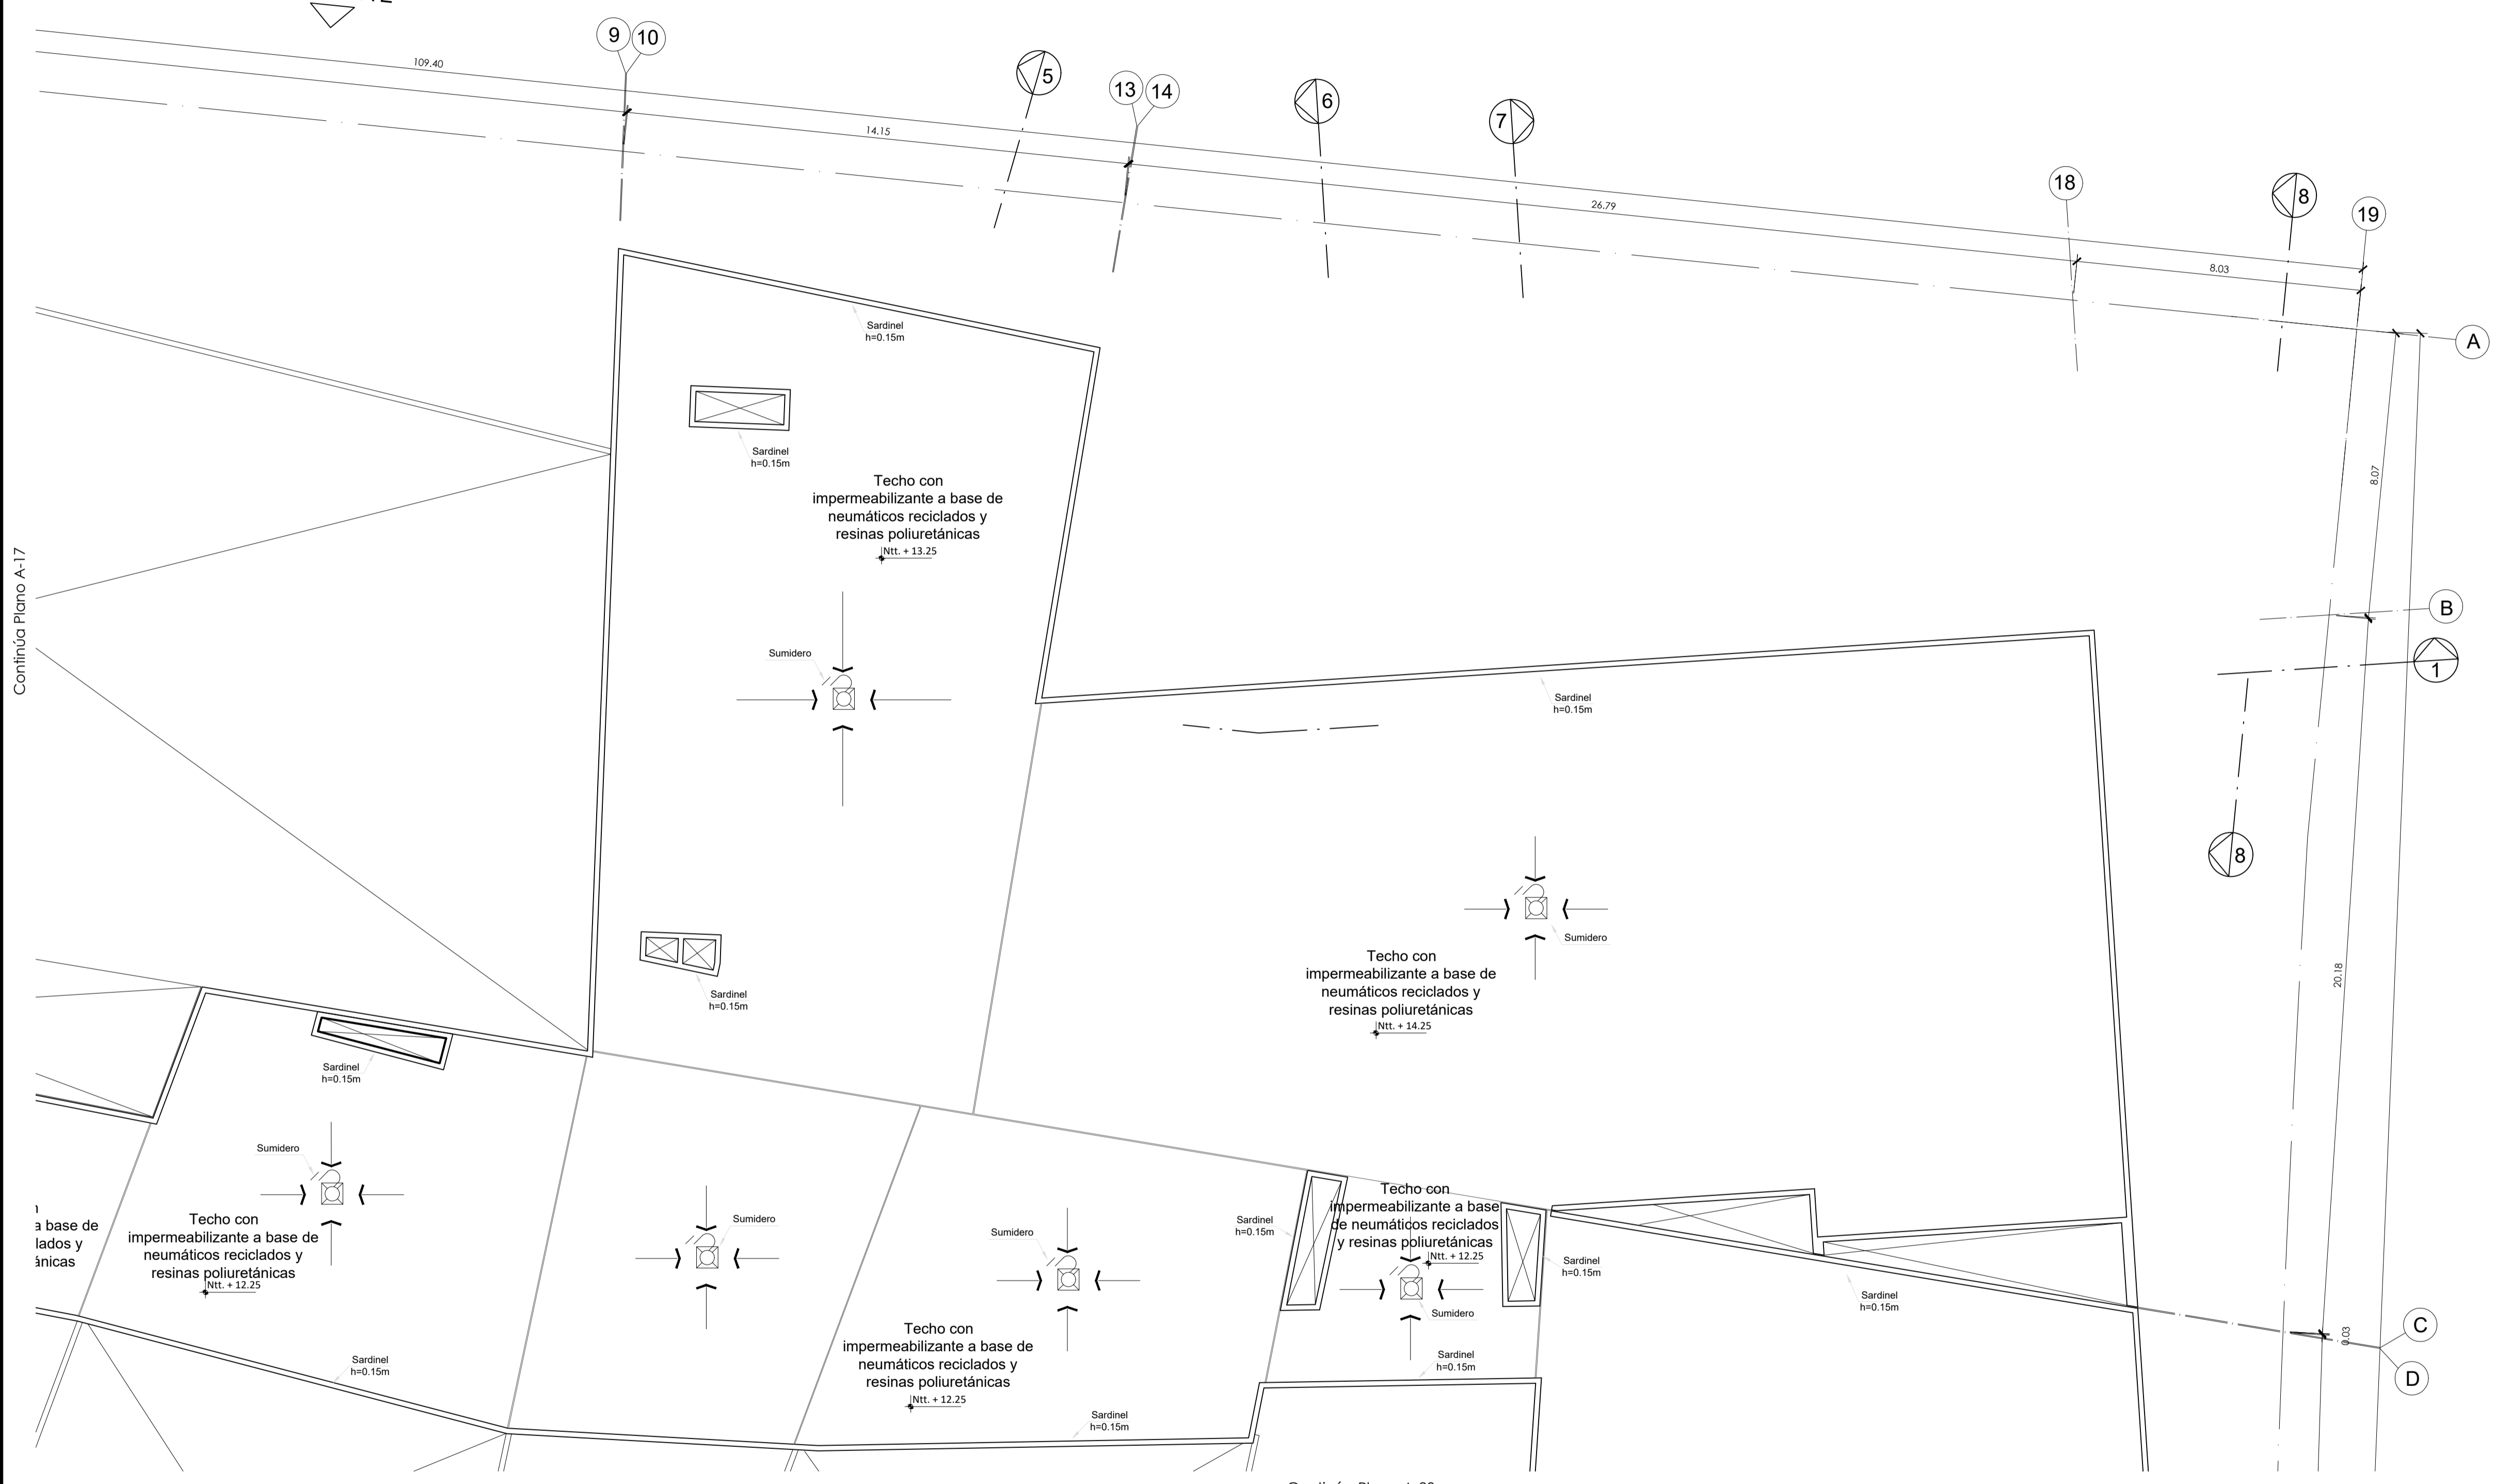 109.40
9
10
14.15
5
13
14
6
7
26.79
18
8
19
8.03
A
Sardinel
h=0.15m
Sardinel
h=0.15m
Techo con
impermeabilizante a base de
neumáticos reciclados y
resinas poliuretánicas
Ntt. + 13.25
8.07
Continúa Plano A-17
B
1
Sumidero
Sardinel
h=0.15m
8
Sumidero
Techo con
impermeabilizante a base de
neumáticos reciclados y
resinas poliuretánicas
Ntt. + 14.25
20.18
Sardinel
h=0.15m
Sardinel
h=0.15m
Sumidero
a base de
lados y
ánicas
Techo con
impermeabilizante a base de
neumáticos reciclados y
resinas poliuretánicas
Ntt. + 12.25
Sumidero
Sumidero
Sardinel
h=0.15m
Techo con
impermeabilizante a base
de neumáticos reciclados
y resinas poliuretánicas
Ntt. + 12.25
Sumidero
Sardinel
h=0.15m
Sardinel
h=0.15m
0.03
C
D
Techo con
impermeabilizante a base de
neumáticos reciclados y
resinas poliuretánicas
Ntt. + 12.25
Sardinel
h=0.15m
Sardinel
h=0.15m
Sardinel
h=0.15m